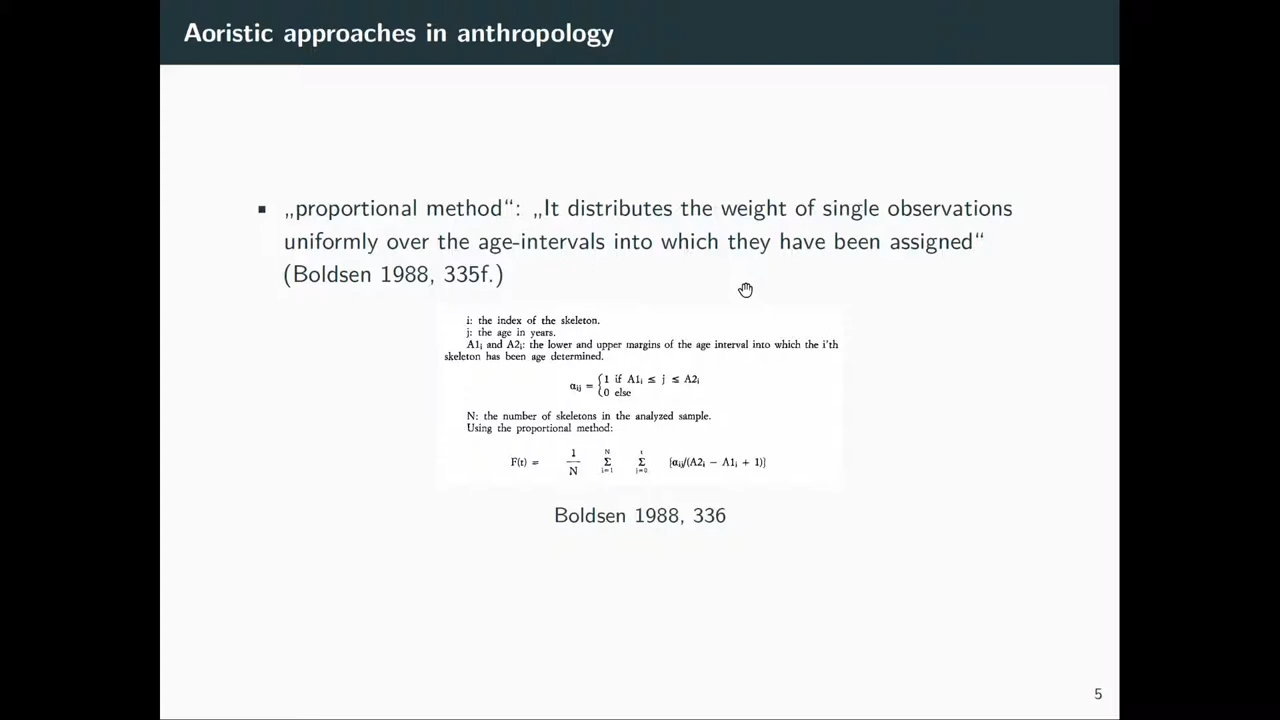 Aoristic approaches in anthropology
▪ „proportional method“: „It distributes the weight of single observations
uniformly over the age-intervals into which they have been assigned“
(Boldsen 1988, 335f.)
i: the index of the skeleton.
j: the age in years.
A1ᵢ and A2ᵢ: the lower and upper margins of the age interval into which the i'th
skeleton has been age determined.
αᵢⱼ = {1 if A1ᵢ ≤ j ≤ A2ᵢ
{0 else
N: the number of skeletons in the analyzed sample.
Using the proportional method:
F(t) = 1/N Σ(i=1 to N) Σ(j=0 to t) [αᵢⱼ/(A2ᵢ − A1ᵢ + 1)]
Boldsen 1988, 336
5